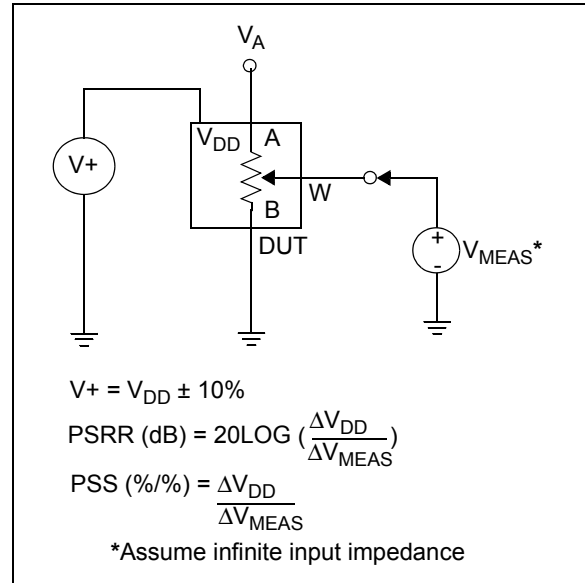 V_A
V_DD A
V+
W
B
DUT
+
-
V_MEAS*
V+ = V_DD ± 10%
PSRR (dB) = 20LOG (ΔV_DD / ΔV_MEAS)
PSS (%/%) = ΔV_DD / ΔV_MEAS
*Assume infinite input impedance